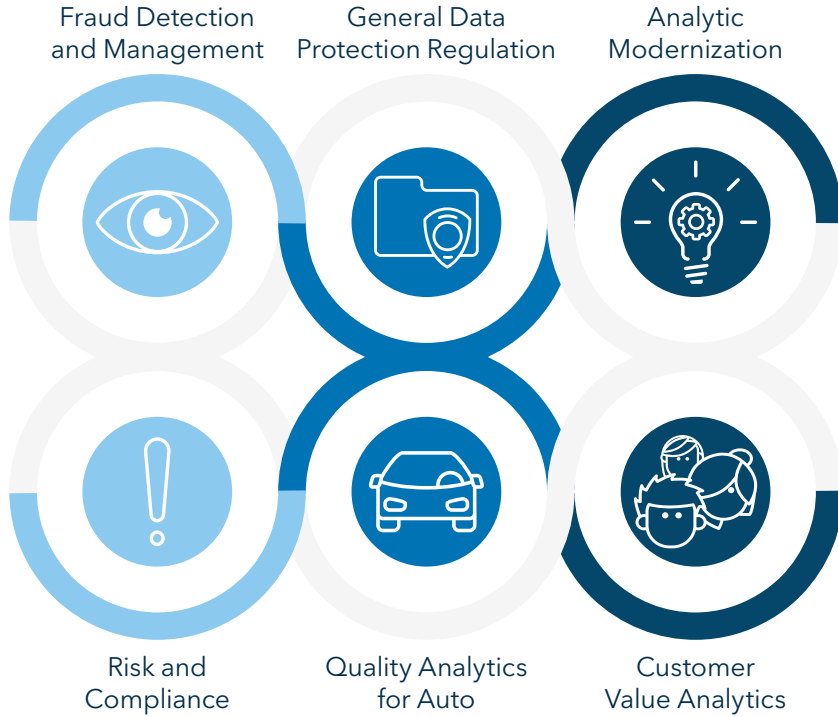 Fraud Detection
and Management
General Data
Protection Regulation
Analytic
Modernization
Risk and
Compliance
Quality Analytics
for Auto
Customer
Value Analytics